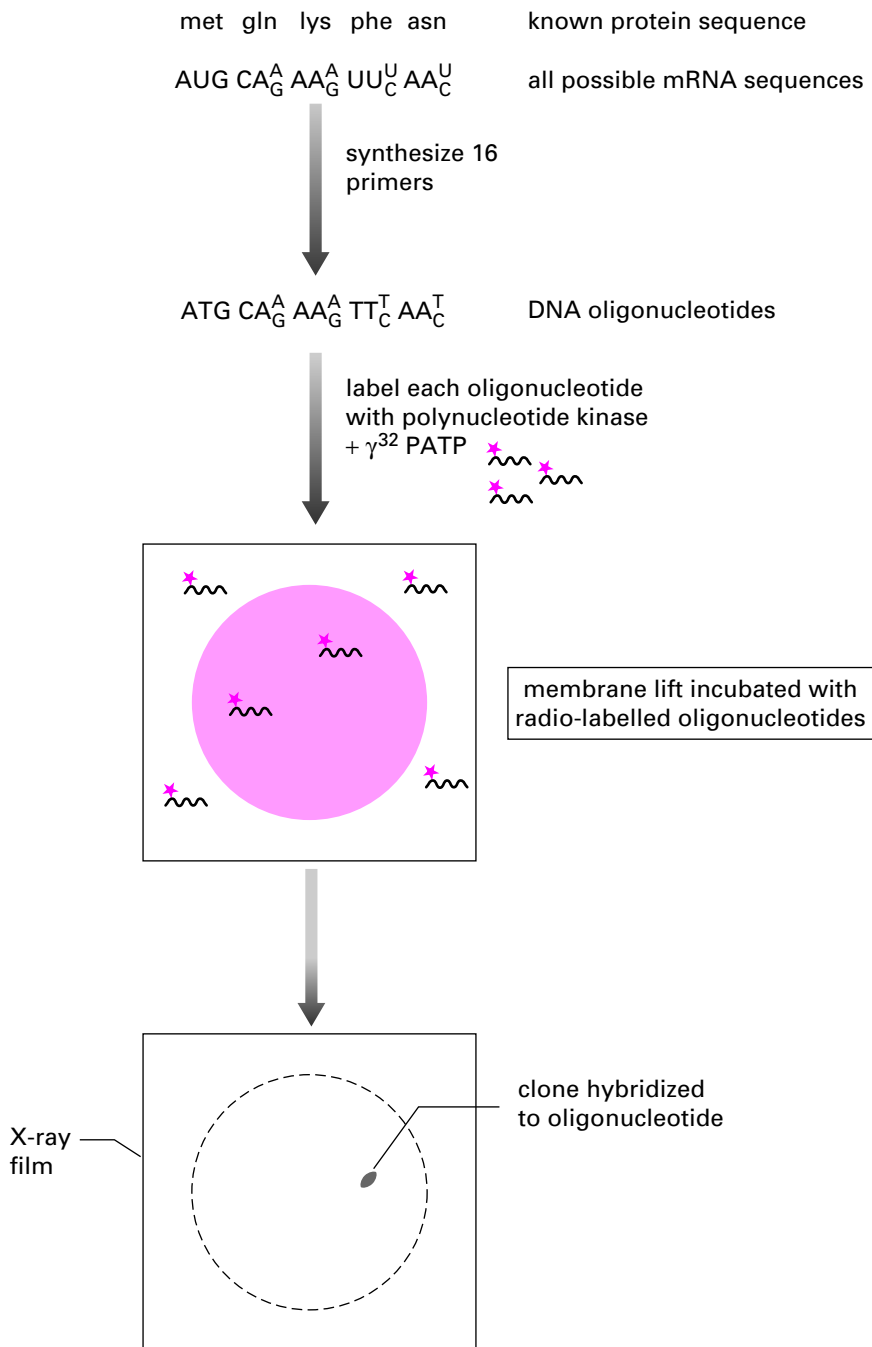 met gln lys phe asn known protein sequence
AUG CA A/G AA A/G UU U/C AA U/C all possible mRNA sequences
synthesize 16
primers
ATG CA A/G AA A/G TT T/C AA T/C DNA oligonucleotides
label each oligonucleotide
with polynucleotide kinase
+ γ³² PATP
membrane lift incubated with
radio-labelled oligonucleotides
clone hybridized
to oligonucleotide
X-ray
film